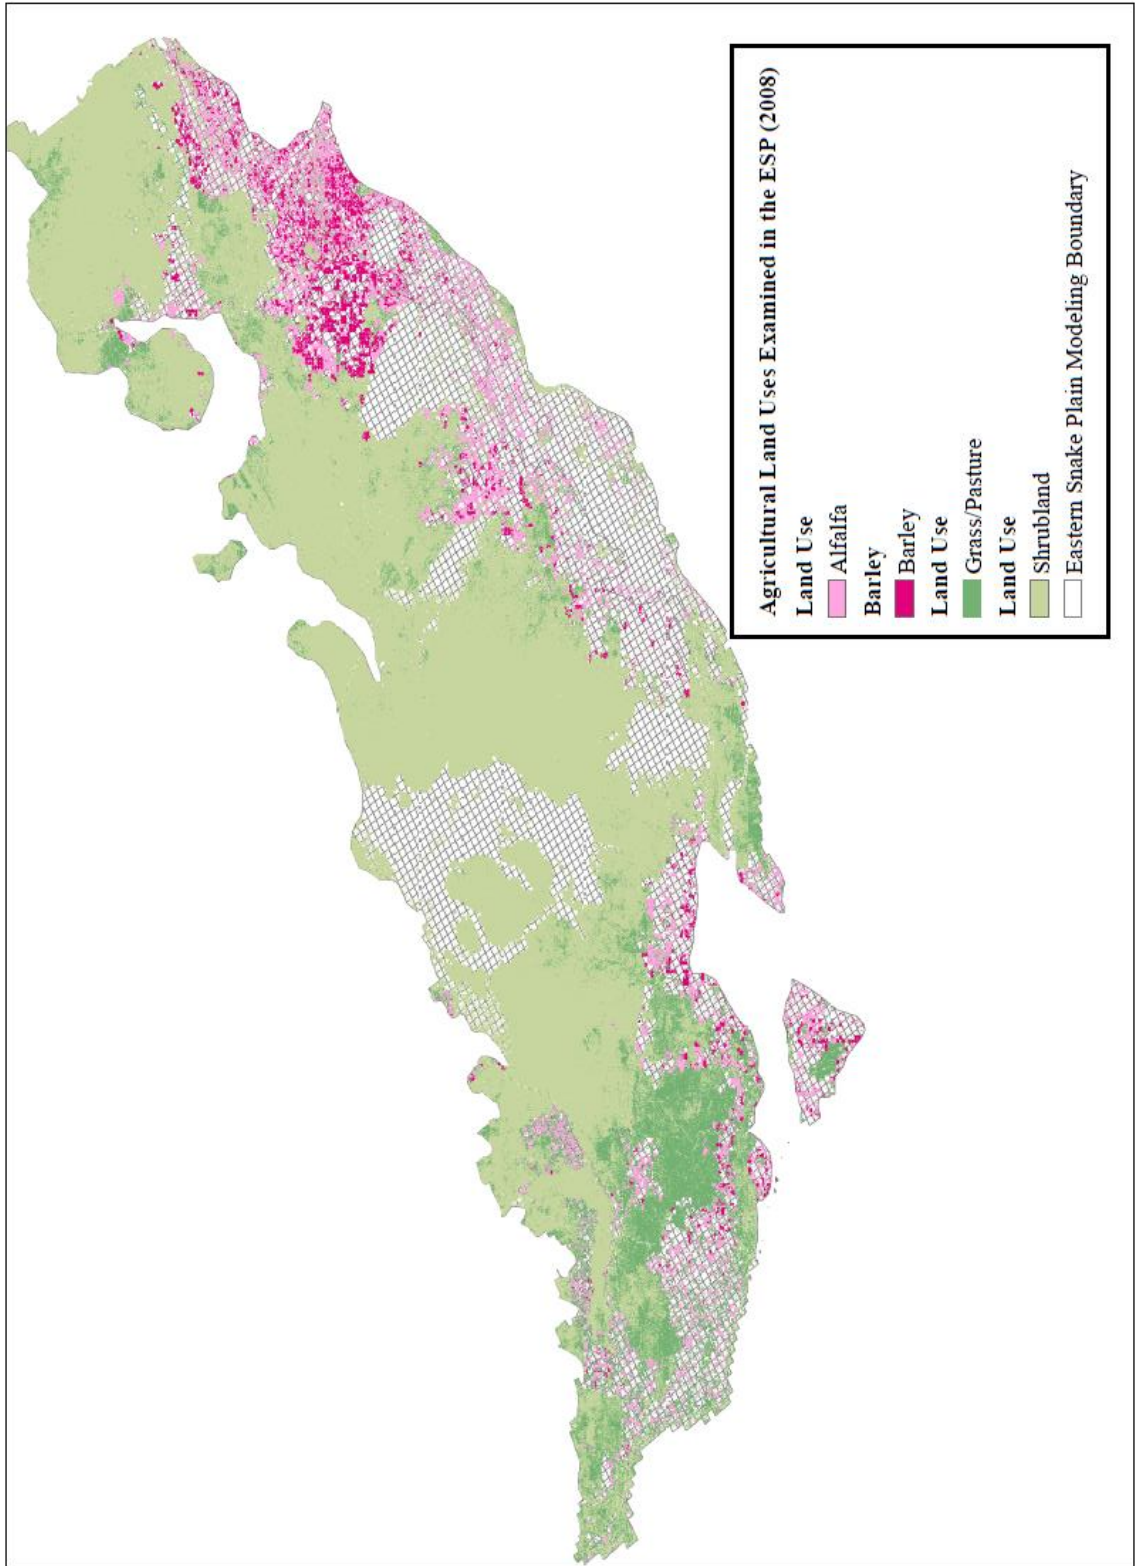 Agricultural Land Uses Examined in the ESP (2008)
Land Use
Alfalfa
Barley
Barley
Land Use
Grass/Pasture
Land Use
Shrubland
Eastern Snake Plain Modeling Boundary